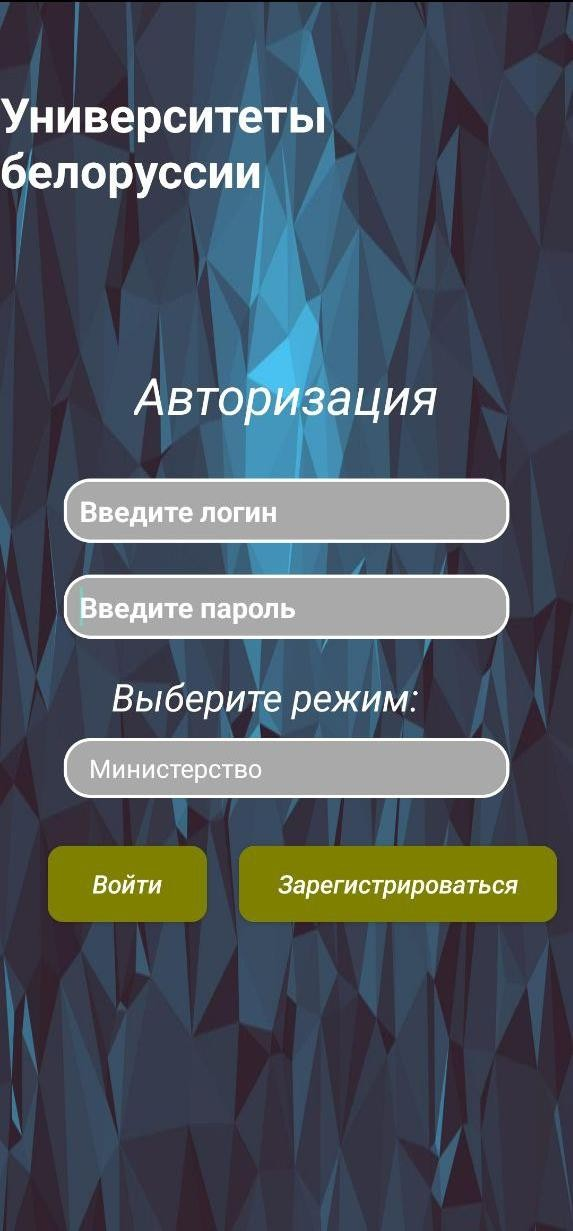 Университеты
белоруссии
Авторизация
Введите логин
Введите пароль
Выберите режим:
Министерство
Войти
Зарегистрироваться